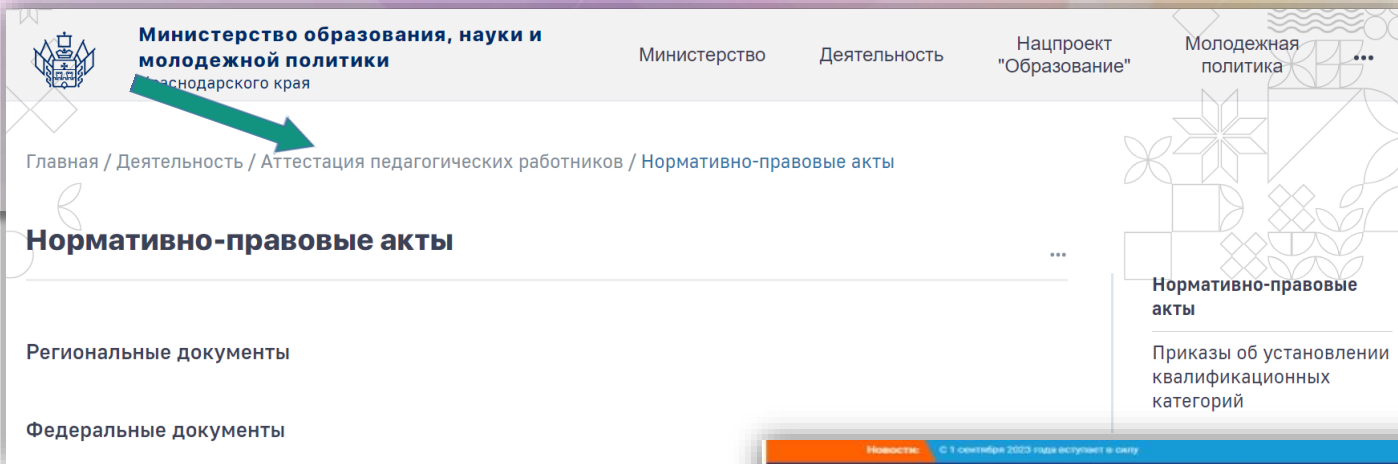 Министерство образования, науки и
молодежной политики
Краснодарского края
Министерство
Деятельность
Нацпроект
"Образование"
Молодежная
политика
•••
Главная / Деятельность / Аттестация педагогических работников / Нормативно-правовые акты
Нормативно-правовые акты
•••
Региональные документы
Федеральные документы
Нормативно-правовые
акты
Приказы об установлении
квалификационных
категорий
Новости: С 1 сентября 2023 года вступает в силу